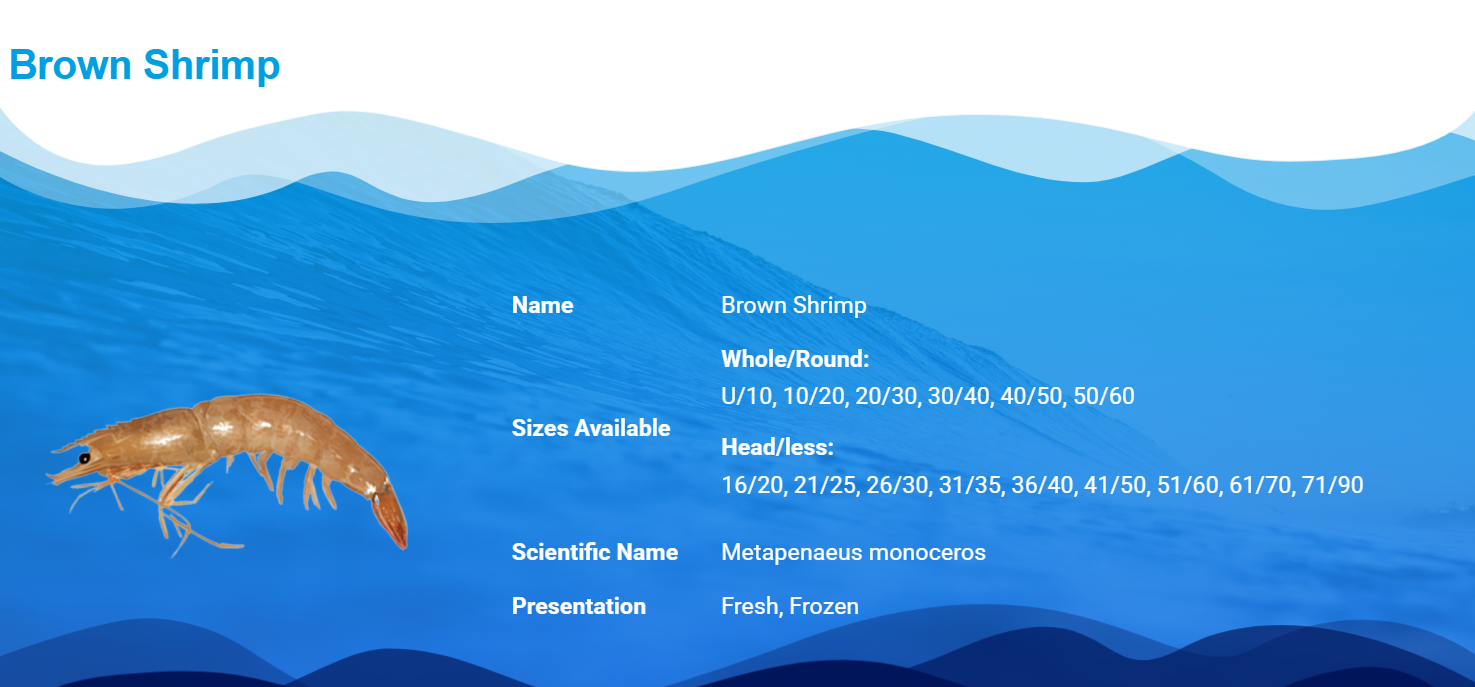 Brown Shrimp
Name Brown Shrimp
Sizes Available
Whole/Round:
U/10, 10/20, 20/30, 30/40, 40/50, 50/60
Head/less:
16/20, 21/25, 26/30, 31/35, 36/40, 41/50, 51/60, 61/70, 71/90
Scientific Name Metapenaeus monoceros
Presentation Fresh, Frozen